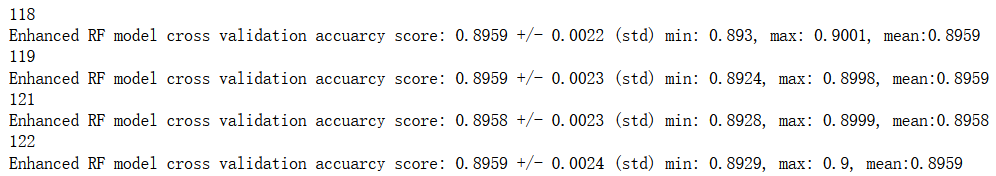 118
Enhanced RF model cross validation accuarcy score: 0.8959 +/- 0.0022 (std) min: 0.893, max: 0.9001, mean:0.8959
119
Enhanced RF model cross validation accuarcy score: 0.8959 +/- 0.0023 (std) min: 0.8924, max: 0.8998, mean:0.8959
121
Enhanced RF model cross validation accuarcy score: 0.8958 +/- 0.0023 (std) min: 0.8928, max: 0.8999, mean:0.8958
122
Enhanced RF model cross validation accuarcy score: 0.8959 +/- 0.0024 (std) min: 0.8929, max: 0.9, mean:0.8959